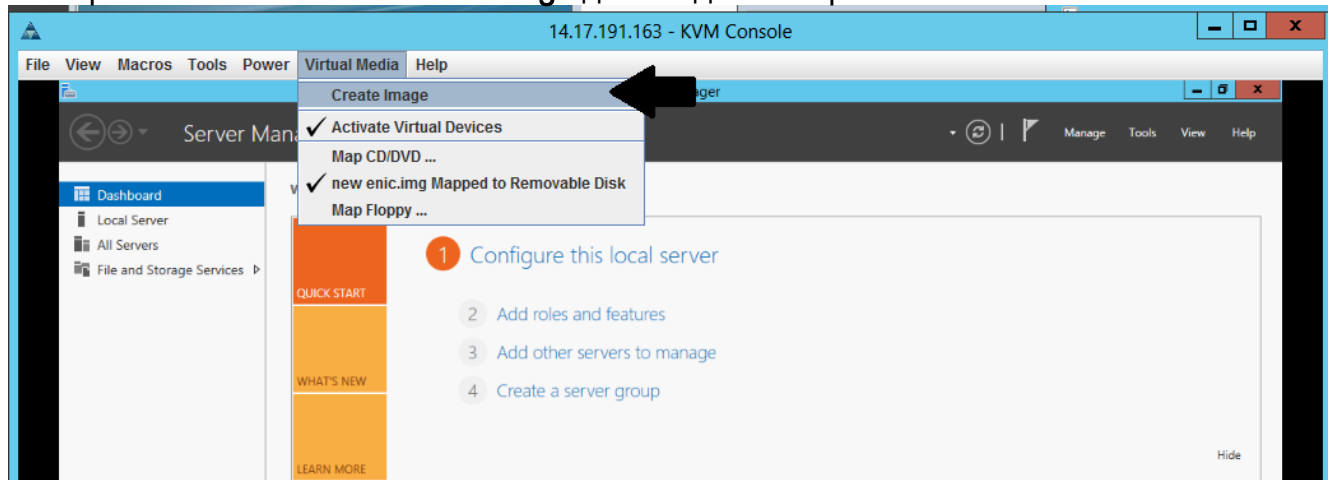 14.17.191.163 - KVM Console
File View Macros Tools Power Virtual Media Help
Create Image
ager
Server Mana
Manage Tools View Help
Activate Virtual Devices
Map CD/DVD ...
new enic.img Mapped to Removable Disk
Map Floppy ...
Dashboard
Local Server
All Servers
File and Storage Services
QUICK START
WHAT'S NEW
LEARN MORE
1 Configure this local server
2 Add roles and features
3 Add other servers to manage
4 Create a server group
Hide